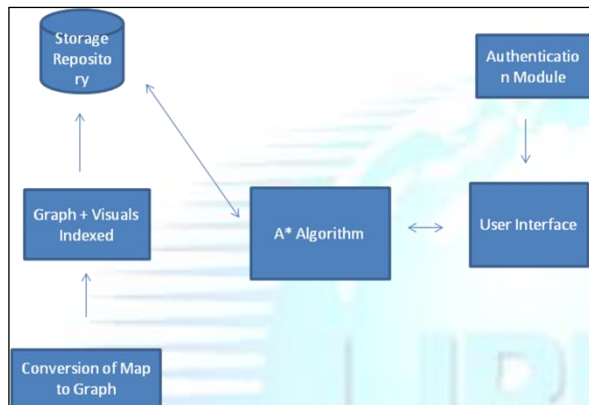 Storage
Reposito
ry
Authenticatio
n Module
Graph + Visuals
Indexed
A* Algorithm
User Interface
Conversion of Map
to Graph